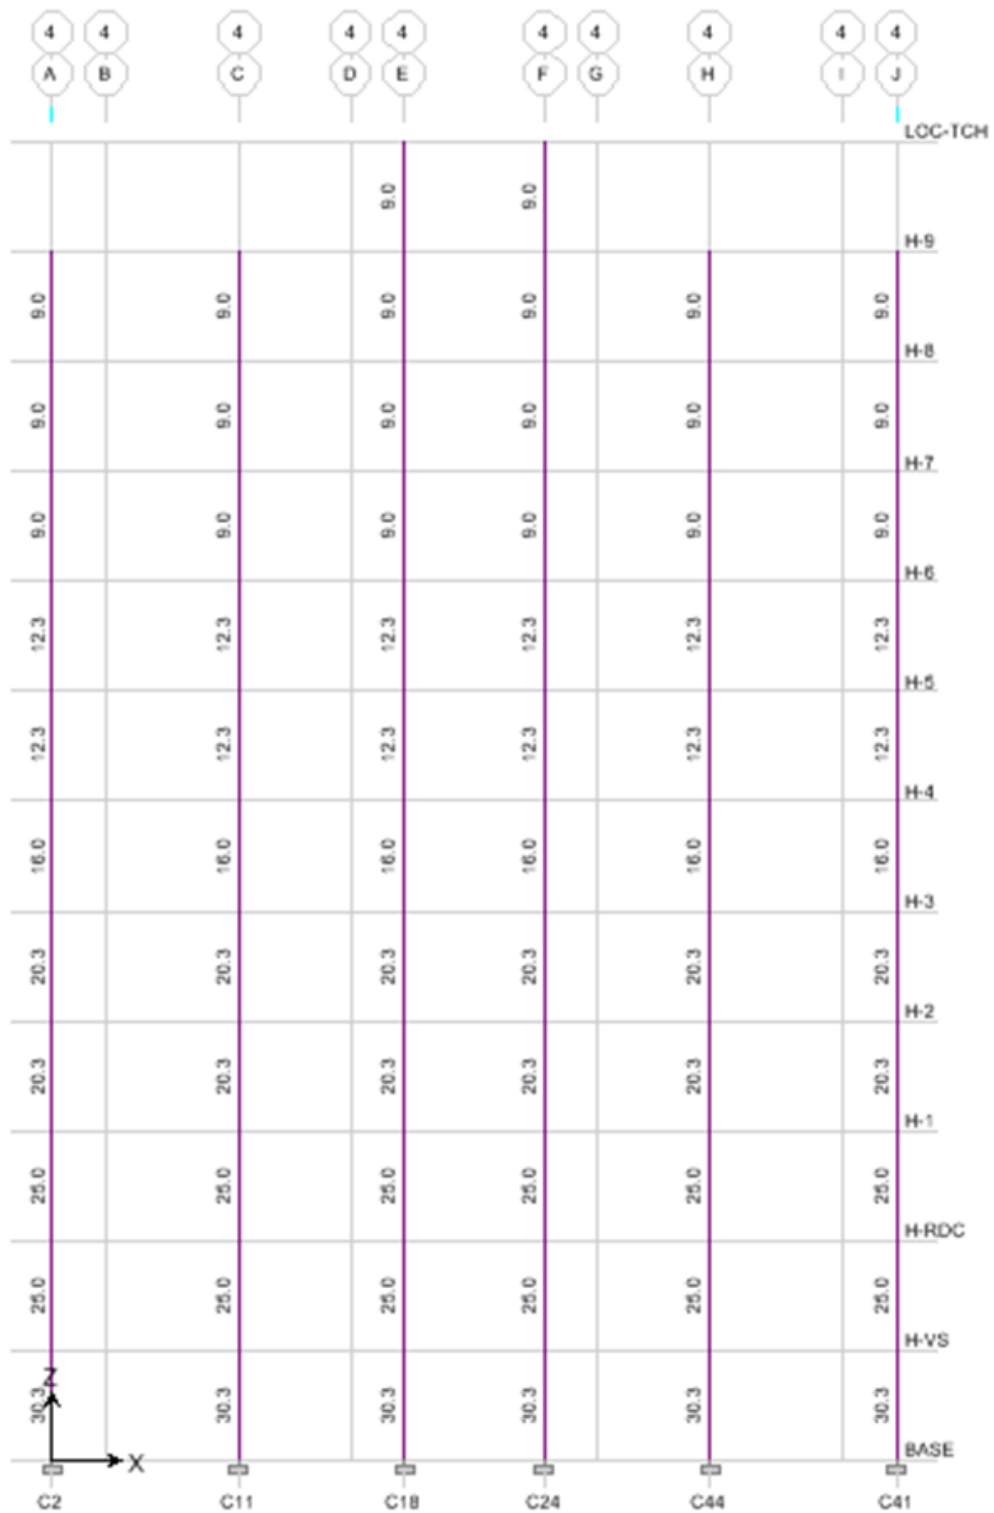 4 4 4 4 4 4 4 4 4 4
A B C D E F G H I J
LOC-TCH
9.0 9.0
H-9
9.0 9.0 9.0 9.0 9.0 9.0
H-8
9.0 9.0 9.0 9.0 9.0 9.0
H-7
9.0 9.0 9.0 9.0 9.0 9.0
H-6
12.3 12.3 12.3 12.3 12.3 12.3
H-5
12.3 12.3 12.3 12.3 12.3 12.3
H-4
16.0 16.0 16.0 16.0 16.0 16.0
H-3
20.3 20.3 20.3 20.3 20.3 20.3
H-2
20.3 20.3 20.3 20.3 20.3 20.3
H-1
25.0 25.0 25.0 25.0 25.0 25.0
H-RDC
25.0 25.0 25.0 25.0 25.0 25.0
H-VS
Z
30.3 30.3 30.3 30.3 30.3 30.3
BASE
X
C2 C11 C18 C24 C44 C41